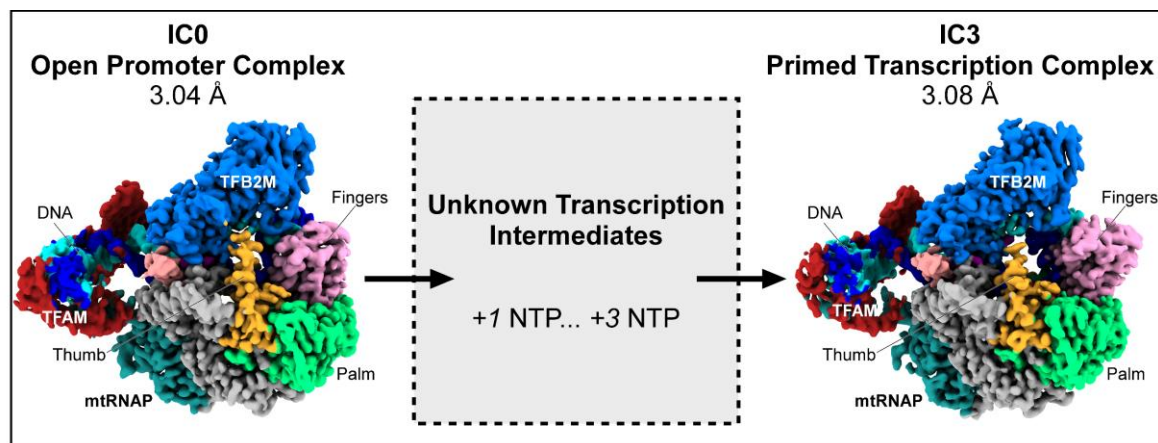 IC0
Open Promoter Complex
3.04 Å
TFB2M
DNA
Fingers
TFAM
Thumb
Palm
mtRNAP
Unknown Transcription
Intermediates
+1 NTP... +3 NTP
IC3
Primed Transcription Complex
3.08 Å
TFB2M
Fingers
DNA
TFAM
Thumb
Palm
mtRNAP